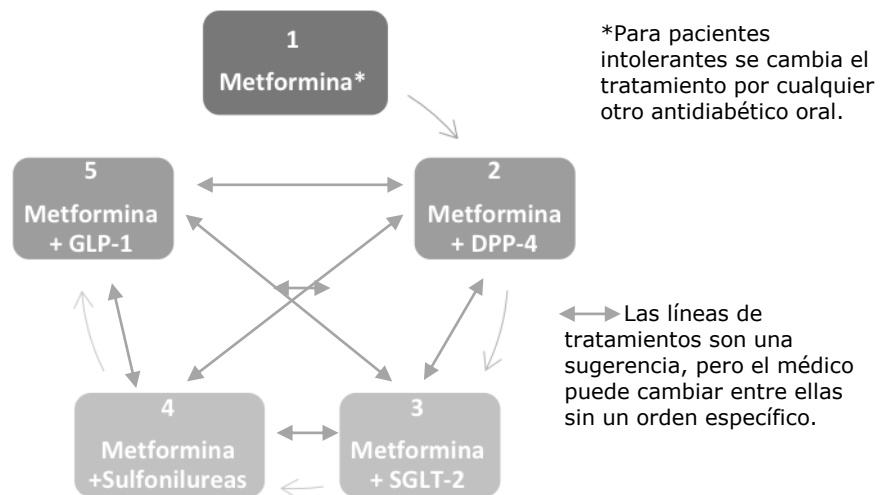 1
Metformina*
*Para pacientes
intolerantes se cambia el
tratamiento por cualquier
otro antidiabético oral.
5
Metformina
+ GLP-1
2
Metformina
+ DPP-4
Las líneas de
tratamientos son una
sugerencia, pero el médico
puede cambiar entre ellas
sin un orden específico.
4
Metformina
+Sulfonilureas
3
Metformina
+ SGLT-2